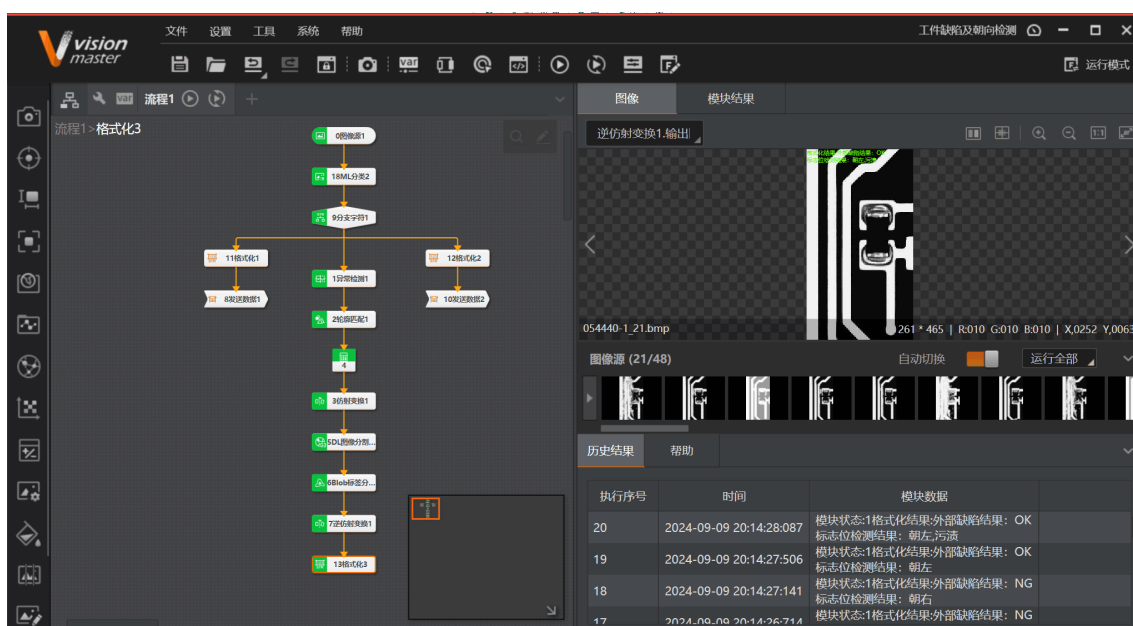 vision
master
文件 设置 工具 系统 帮助
工件缺陷及朝向检测
运行模式
var 流程1
流程1>格式化3
0图像源1
18ML分类2
9分支字符1
11格式化1
12格式化2
1异常检测1
8发送数据1
10发送数据2
2轮廓匹配1
4
3仿射变换1
5DL图像分割...
6Blob标签分...
7逆仿射变换1
13格式化3
图像 模块结果
逆仿射变换1.输出
1:1
054440-1_21.bmp
261 * 465 | R:010 G:010 B:010 | X,0252 Y,0063
图像源 (21/48)
自动切换
运行全部
历史结果 帮助
执行序号 时间 模块数据
20 2024-09-09 20:14:28:087 模块状态:1格式化结果:外部缺陷结果: OK
标志位检测结果: 朝左,污渍
19 2024-09-09 20:14:27:506 模块状态:1格式化结果:外部缺陷结果: OK
标志位检测结果: 朝左
18 2024-09-09 20:14:27:141 模块状态:1格式化结果:外部缺陷结果: NG
标志位检测结果: 朝右
17 2024-09-09 20:14:26:714 模块状态:1格式化结果:外部缺陷结果: NG